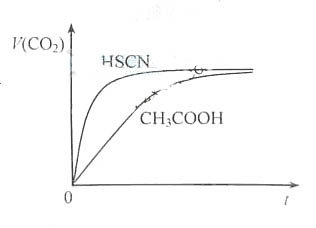 V(CO₂)
HSCN
CH₃COOH
0
t